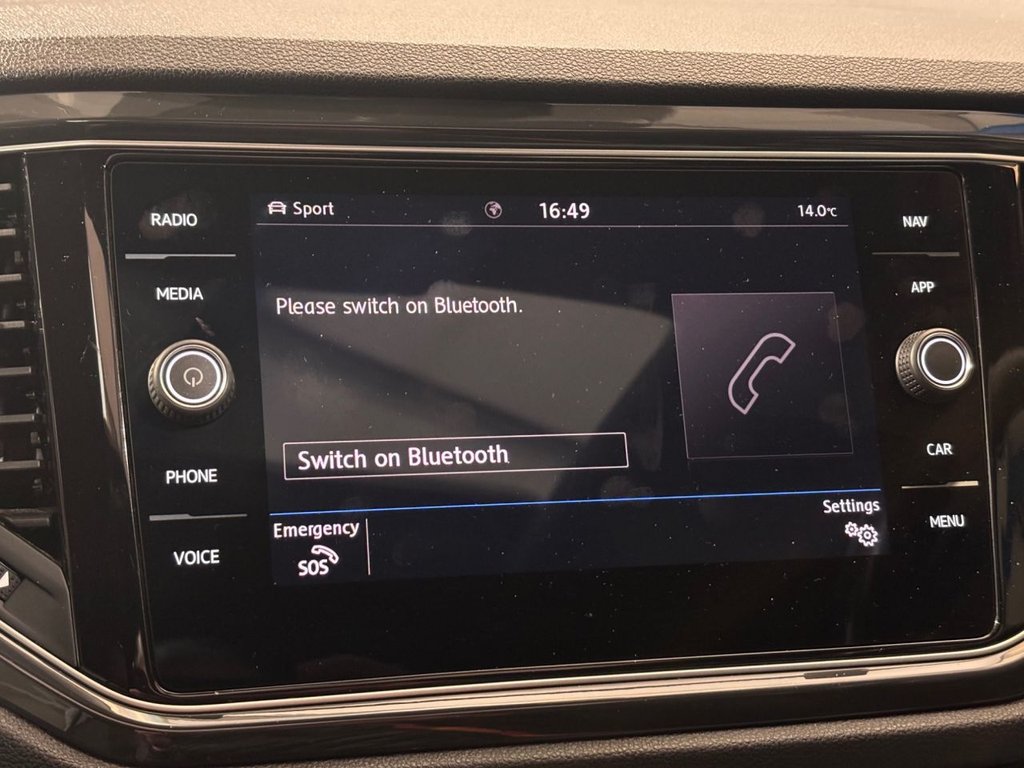 RADIO
MEDIA
PHONE
VOICE
Sport
16:49
14.0°C
Please switch on Bluetooth.
Switch on Bluetooth
Emergency
SOS
Settings
NAV
APP
CAR
MENU